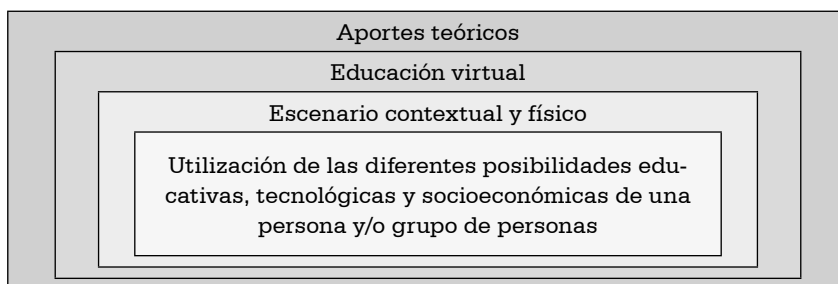 Aportes teóricos
Educación virtual
Escenario contextual y físico
Utilización de las diferentes posibilidades edu-
cativas, tecnológicas y socioeconómicas de una
persona y/o grupo de personas